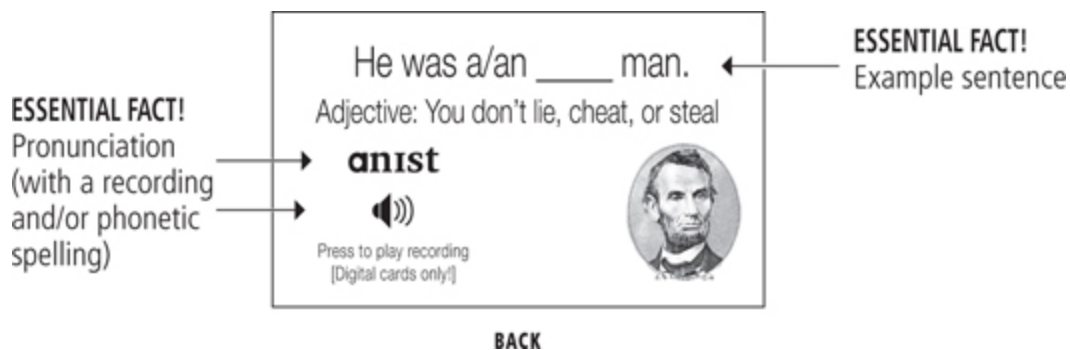 He was a/an ____ man.
Adjective: You don't lie, cheat, or steal
ɑnɪst
Press to play recording
[Digital cards only!]
ESSENTIAL FACT!
Example sentence
ESSENTIAL FACT!
Pronunciation
(with a recording
and/or phonetic
spelling)
BACK